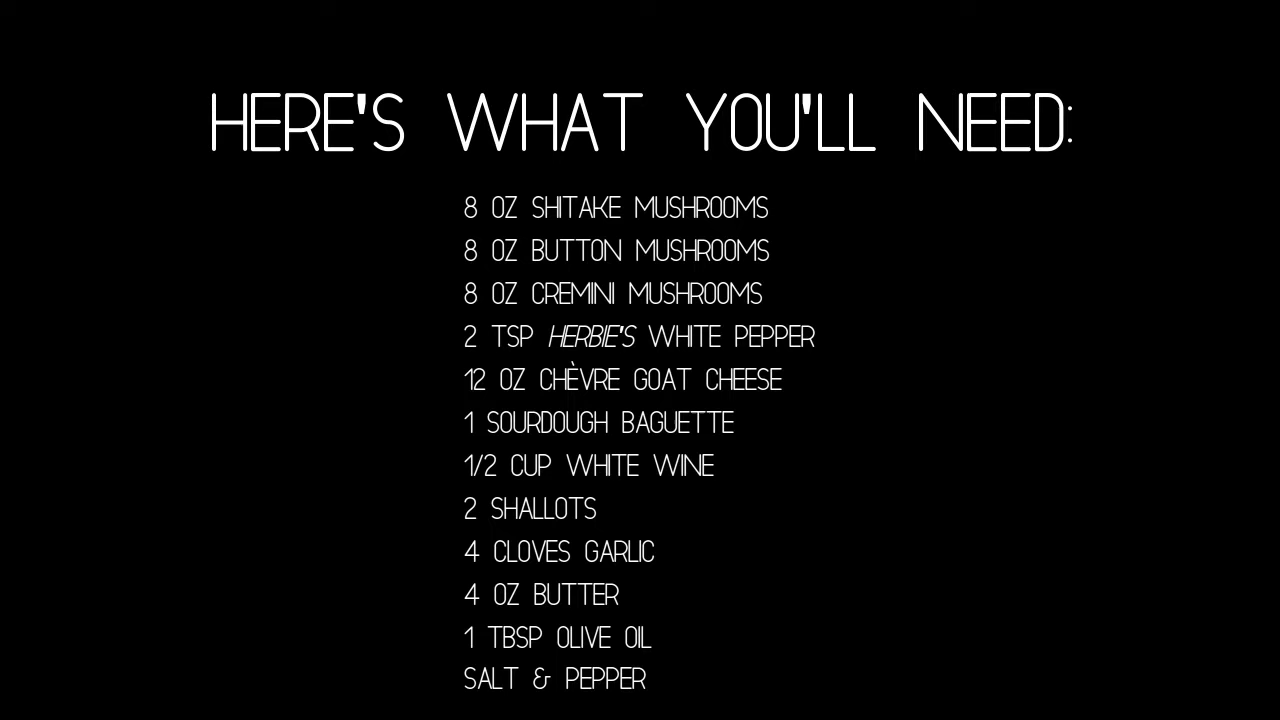 HERE'S WHAT YOU'LL NEED:
8 OZ SHITAKE MUSHROOMS
8 OZ BUTTON MUSHROOMS
8 OZ CREMINI MUSHROOMS
2 TSP HERBIE'S WHITE PEPPER
12 OZ CHÈVRE GOAT CHEESE
1 SOURDOUGH BAGUETTE
1/2 CUP WHITE WINE
2 SHALLOTS
4 CLOVES GARLIC
4 OZ BUTTER
1 TBSP OLIVE OIL
SALT & PEPPER